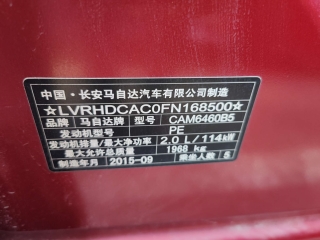 中国·长安马自达汽车有限公司制造
★LVRHDCAC0FN168500★
品牌 马自达牌 型号 CAM6460B5
发动机型号 PE
发动机排量/最大净功率 2.0 L/114kW
最大允许总质量 1968 kg
制造年月 2015-09 乘坐人数 5